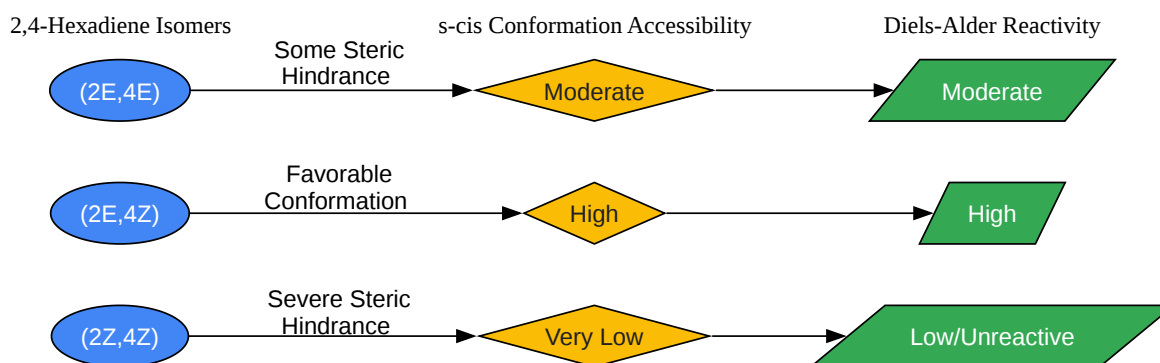 2,4-Hexadiene Isomers
s-cis Conformation Accessibility
Diels-Alder Reactivity
(2E,4E)
Some Steric
Hindrance
Moderate
Moderate
(2E,4Z)
Favorable
Conformation
High
High
(2Z,4Z)
Severe Steric
Hindrance
Very Low
Low/Unreactive